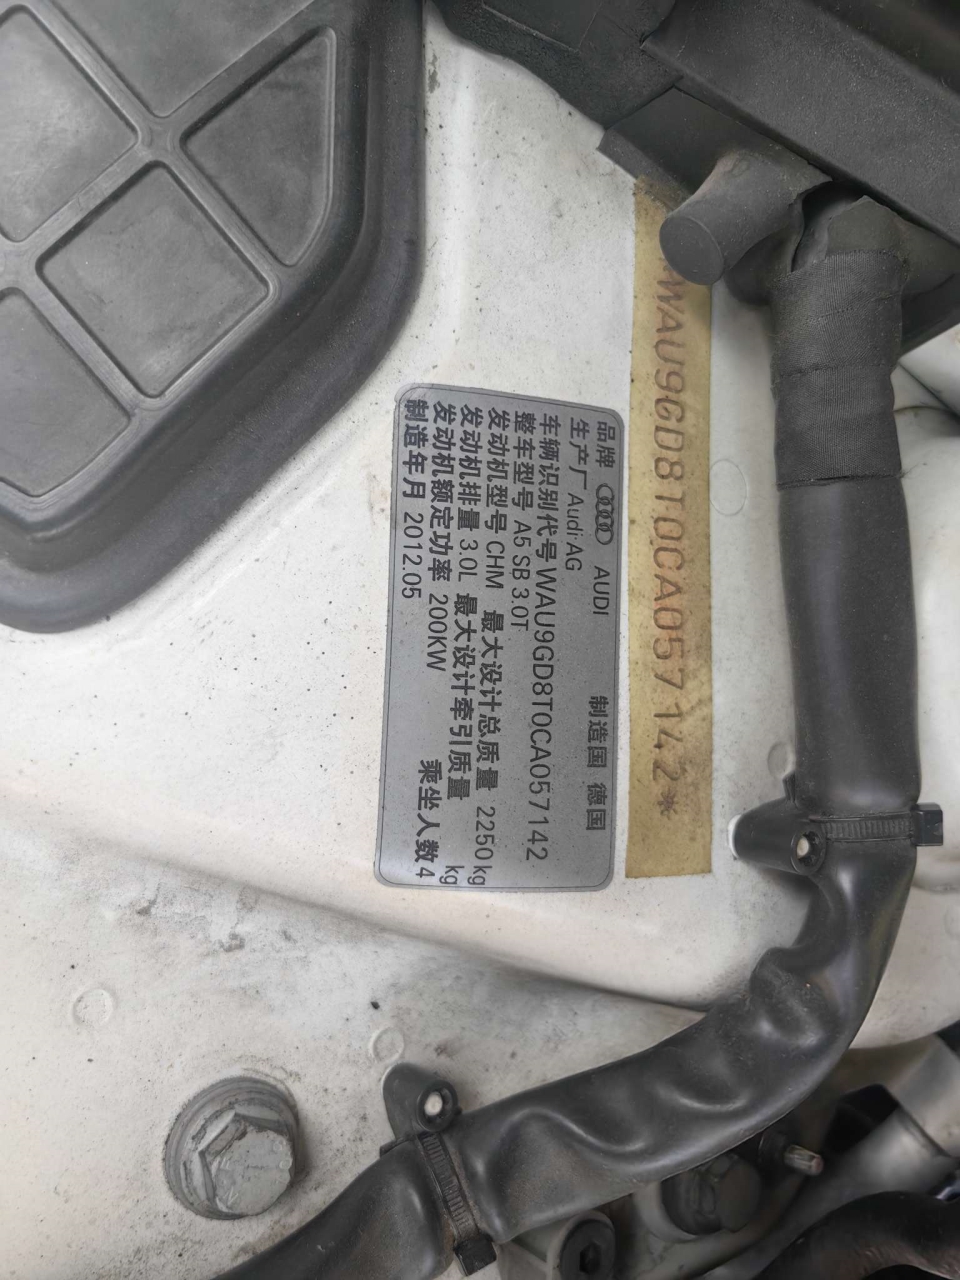 *WAU9GD8T0CA057142*
品牌 AUDI 制造国 德国
生产厂 Audi AG
车辆识别代号 WAU9GD8T0CA057142
整车型号 A5 SB 3.0T
发动机型号 CHM 最大设计总质量 2250 kg
发动机排量 3.0L 最大设计牵引质量 kg
发动机额定功率 200KW 乘坐人数 4
制造年月 2012.05